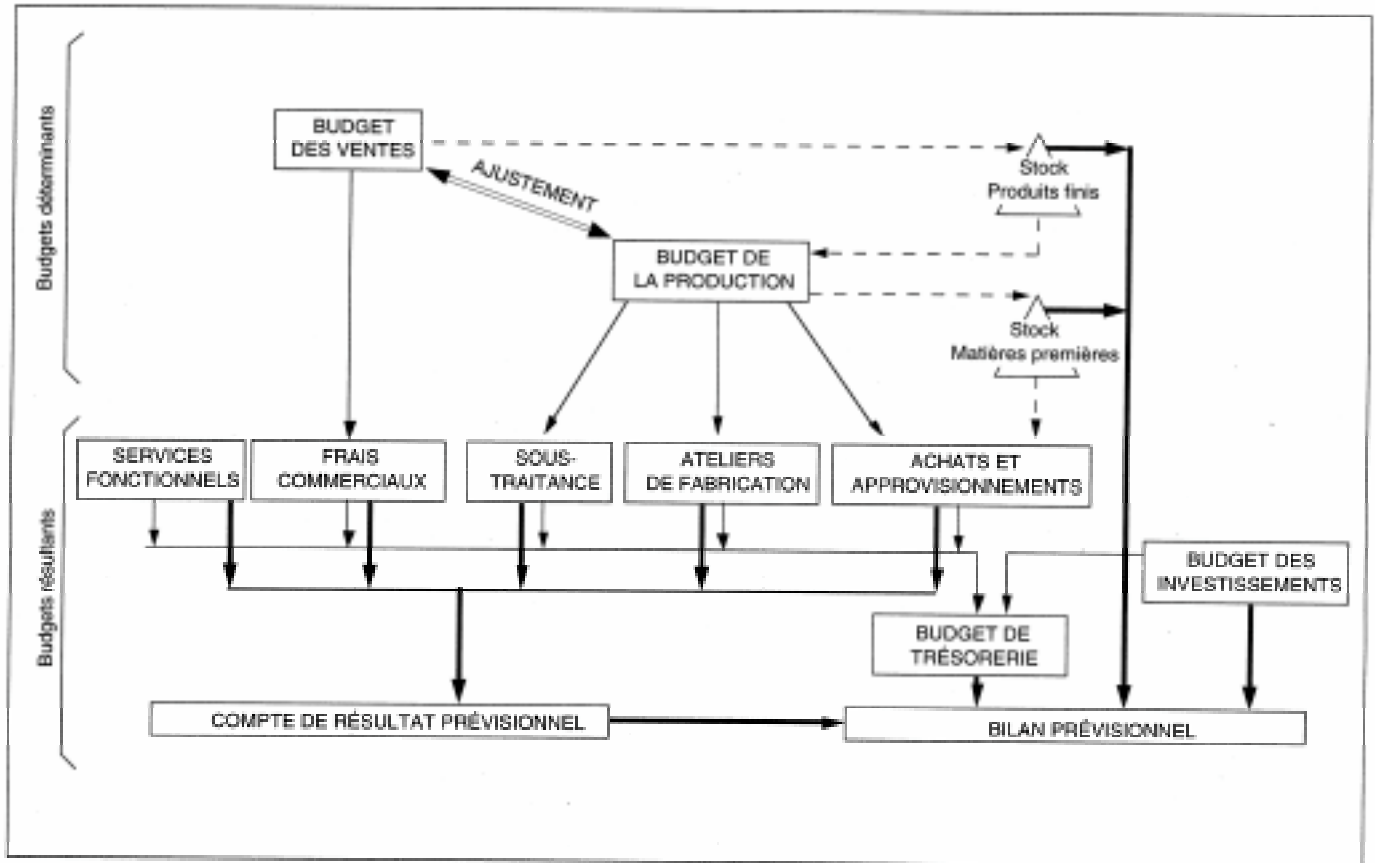 Budgets déterminants
BUDGET
DES VENTES
AJUSTEMENT
Stock
Produits finis
BUDGET DE
LA PRODUCTION
Stock
Matières premières
Budgets résultants
SERVICES
FONCTIONNELS
FRAIS
COMMERCIAUX
SOUS-
TRAITANCE
ATELIERS
DE FABRICATION
ACHATS ET
APPROVISIONNEMENTS
BUDGET DES
INVESTISSEMENTS
BUDGET DE
TRÉSORERIE
COMPTE DE RÉSULTAT PRÉVISIONNEL
BILAN PRÉVISIONNEL